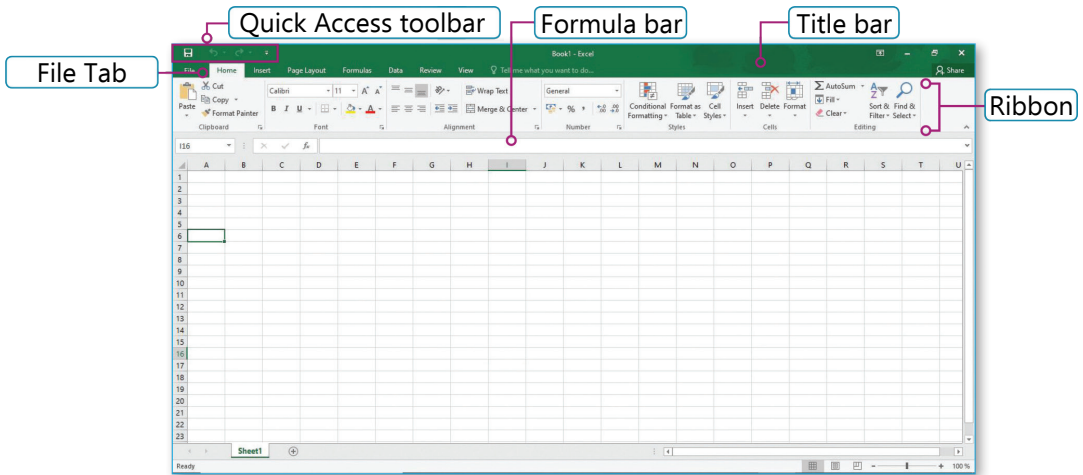 Quick Access toolbar
Formula bar
Title bar
File Tab
Ribbon
Book1 - Excel
File Home Insert Page Layout Formulas Data Review View Tell me what you want to do... Share
Paste
Cut
Copy
Format Painter
Clipboard
Calibri 11 A A
B I U A
Font
Wrap Text
Merge & Center
Alignment
General
% , .0 .00
Number
Conditional Formatting
Format as Table
Cell Styles
Styles
Insert Delete Format
Cells
AutoSum
Fill
Clear
Sort & Filter
Find & Select
Editing
I16 fx
A B C D E F G H I J K L M N O P Q R S T U
1
2
3
4
5
6
7
8
9
10
11
12
13
14
15
16
17
18
19
20
21
22
23
Sheet1
Ready 100 %